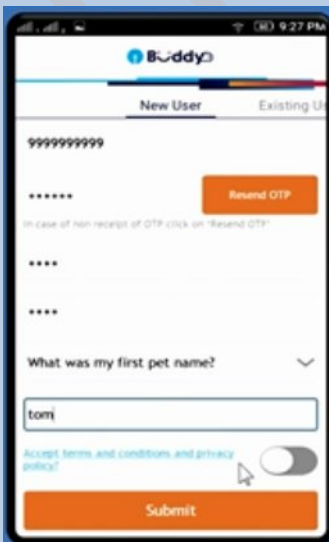 9:27 PM
Buddy
New User Existing Us
9999999999
•••••• Resend OTP
In case of non receipt of OTP click on "Resend OTP"
••••
••••
What was my first pet name?
tom
Accept terms and conditions and privacy
policy?
Submit